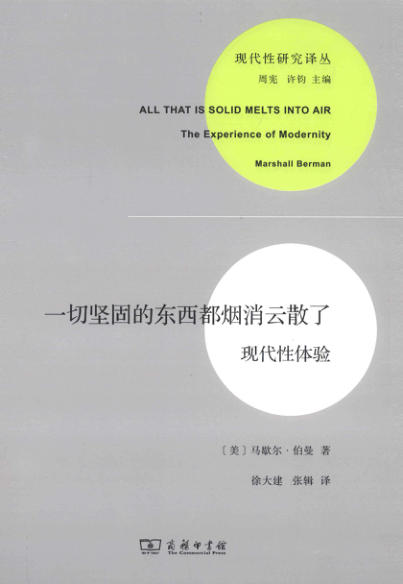 现代性研究译丛
周宪 许钧 主编
ALL THAT IS SOLID MELTS INTO AIR
The Experience of Modernity
Marshall Berman
一切坚固的东西都烟消云散了
现代性体验
〔美〕马歇尔·伯曼 著
徐大建 张辑 译
商务印书馆
The Commercial Press